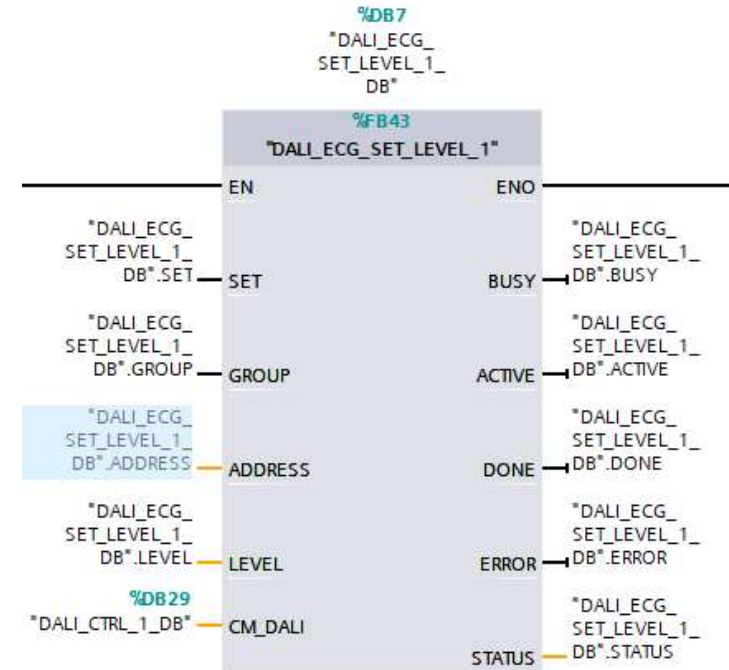 %DB7
"DALI_ECG_
SET_LEVEL_1_
DB"
%FB43
"DALI_ECG_SET_LEVEL_1"
EN
ENO
"DALI_ECG_
SET_LEVEL_1_
DB".SET
SET
BUSY
"DALI_ECG_
SET_LEVEL_1_
DB".BUSY
"DALI_ECG_
SET_LEVEL_1_
DB".GROUP
GROUP
ACTIVE
"DALI_ECG_
SET_LEVEL_1_
DB".ACTIVE
"DALI_ECG_
SET_LEVEL_1_
DB".ADDRESS
ADDRESS
DONE
"DALI_ECG_
SET_LEVEL_1_
DB".DONE
"DALI_ECG_
SET_LEVEL_1_
DB".LEVEL
LEVEL
ERROR
"DALI_ECG_
SET_LEVEL_1_
DB".ERROR
%DB29
"DALI_CTRL_1_DB"
CM_DALI
STATUS
"DALI_ECG_
SET_LEVEL_1_
DB".STATUS